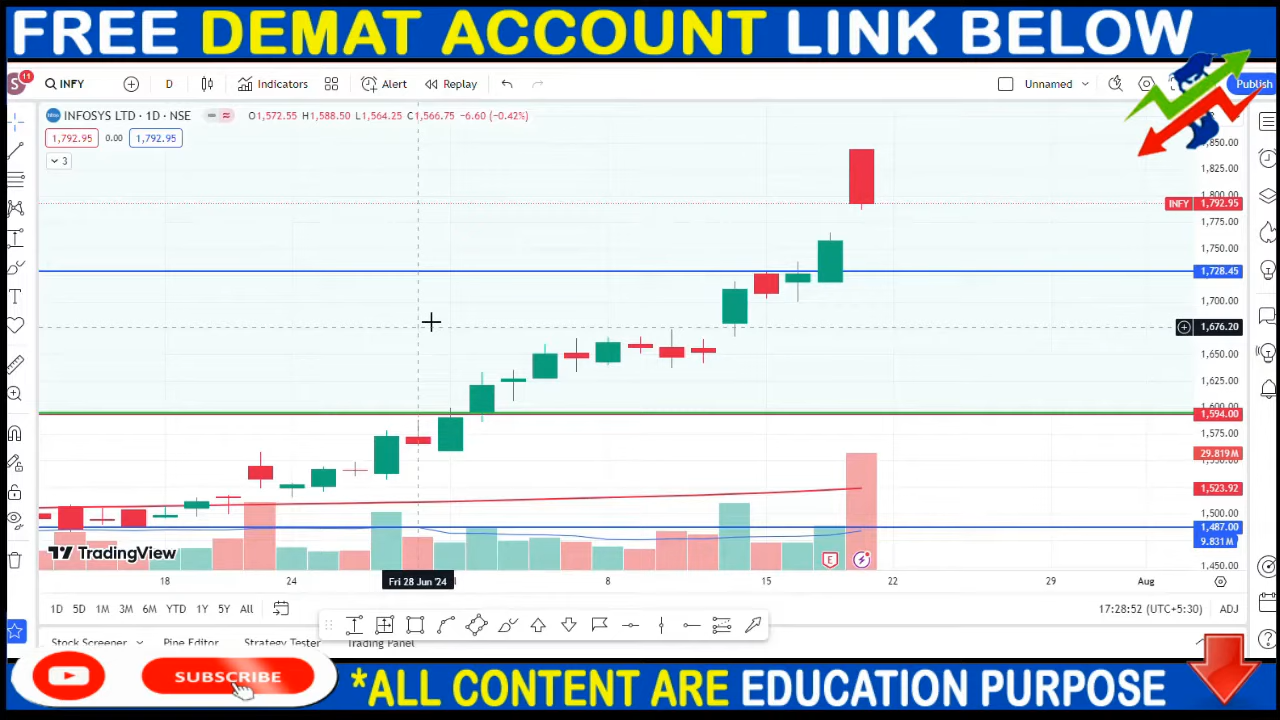 FREE DEMAT ACCOUNT LINK BELOW
S 11 INFY D Indicators Alert Replay Unnamed Publish
INFOSYS LTD · 1D · NSE O1,572.55 H1,588.50 L1,564.25 C1,566.75 −6.60 (−0.42%)
1,792.95 0.00 1,792.95
3
1,850.00
1,825.00
1,800.00
INFY 1,792.95
1,775.00
1,750.00
1,728.45
1,700.00
1,676.20
1,650.00
1,625.00
1,600.00
1,594.00
1,575.00
29.819M
1,523.92
1,500.00
1,487.00
9.831M
1,450.00
TradingView
E
18 24 Fri 28 Jun '24 8 15 22 29 Aug
1D 5D 1M 3M 6M YTD 1Y 5Y All 17:28:52 (UTC+5:30) ADJ
Stock Screener Pine Editor Strategy Tester Trading Panel
SUBSCRIBE
*ALL CONTENT ARE EDUCATION PURPOSE